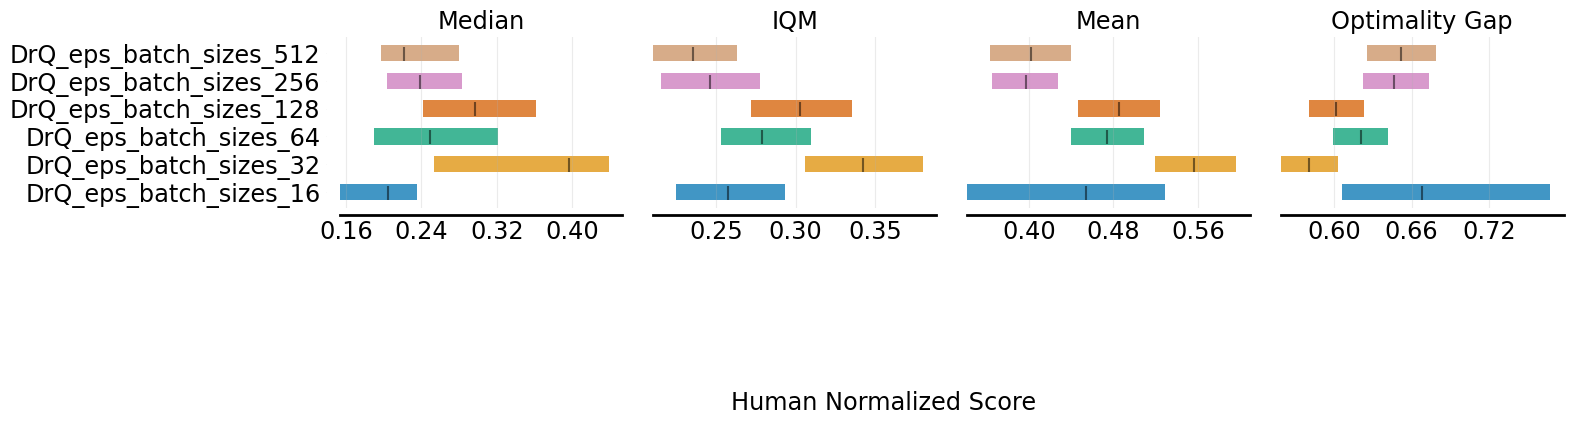 Median IQM Mean Optimality Gap
DrQ_eps_batch_sizes_512
DrQ_eps_batch_sizes_256
DrQ_eps_batch_sizes_128
DrQ_eps_batch_sizes_64
DrQ_eps_batch_sizes_32
DrQ_eps_batch_sizes_16
0.16 0.24 0.32 0.40 0.25 0.30 0.35 0.40 0.48 0.56 0.60 0.66 0.72
Human Normalized Score